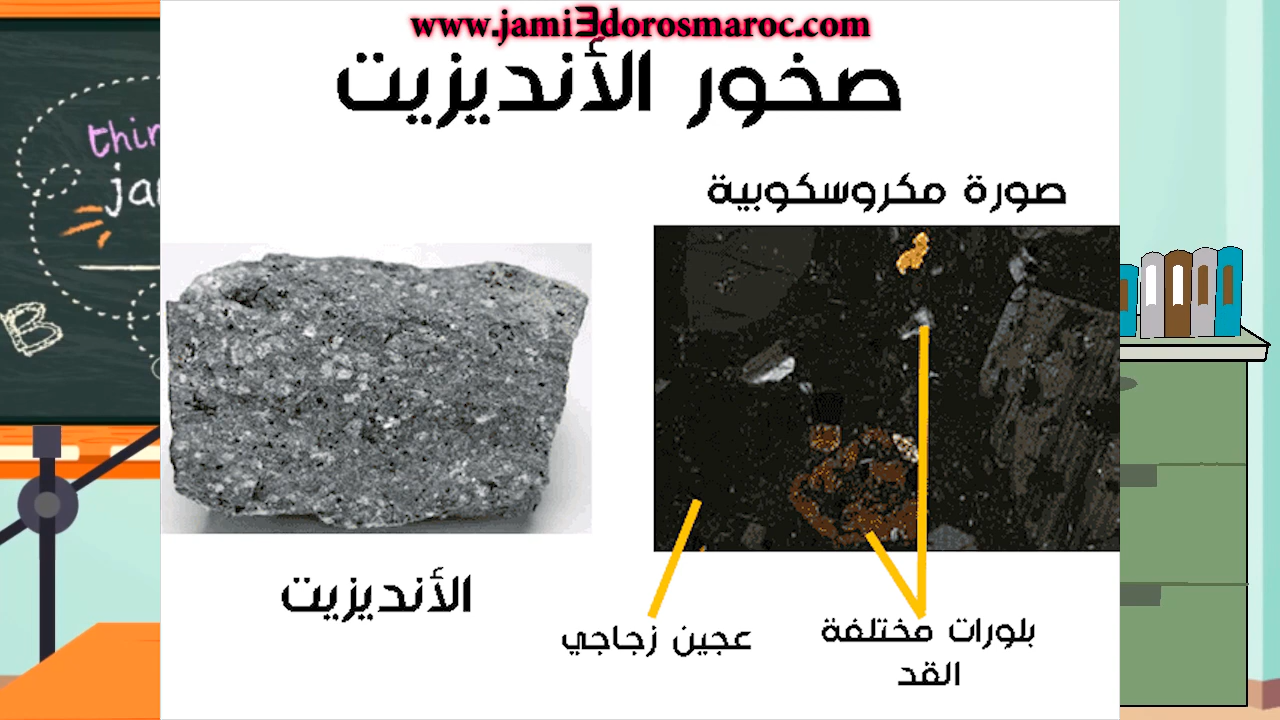 www.jami3dorosmaroc.com
صخور الأنديزيت
صورة مكروسكوبية
الأنديزيت
عجين زجاجي
بلورات مختلفة
القد
B